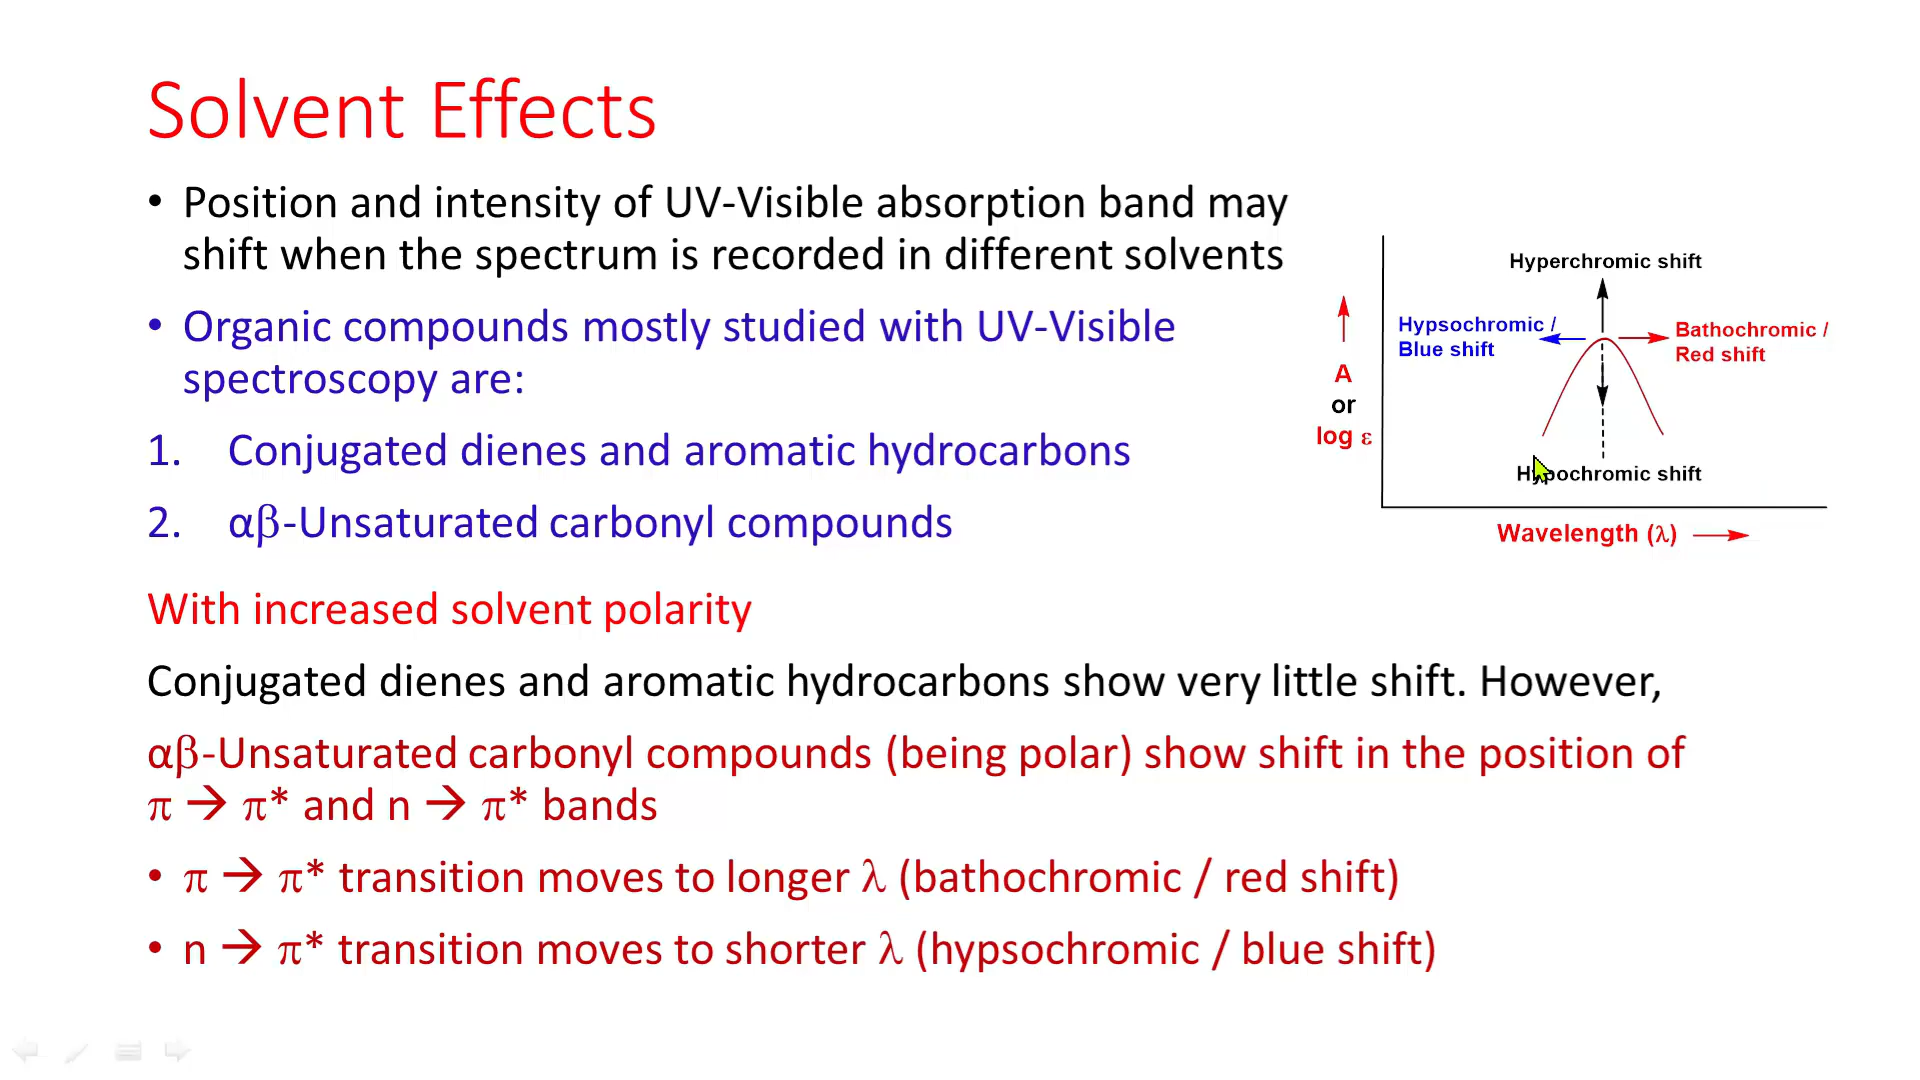 Solvent Effects
• Position and intensity of UV-Visible absorption band may
shift when the spectrum is recorded in different solvents
• Organic compounds mostly studied with UV-Visible
spectroscopy are:
1. Conjugated dienes and aromatic hydrocarbons
2. αβ-Unsaturated carbonyl compounds
With increased solvent polarity
Conjugated dienes and aromatic hydrocarbons show very little shift. However,
αβ-Unsaturated carbonyl compounds (being polar) show shift in the position of
π → π* and n → π* bands
• π → π* transition moves to longer λ (bathochromic / red shift)
• n → π* transition moves to shorter λ (hypsochromic / blue shift)
Hyperchromic shift
Hypsochromic /
Blue shift
Bathochromic /
Red shift
A
or
log ε
Hypochromic shift
Wavelength (λ)